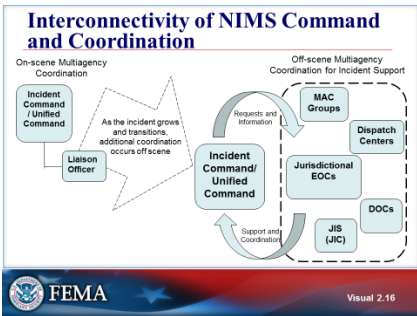 Interconnectivity of NIMS Command
and Coordination
On-scene Multiagency
Coordination
Incident
Command
/ Unified
Command
Liaison
Officer
As the incident grows
and transitions,
additional coordination
occurs off scene
Off-scene Multiagency
Coordination for Incident Support
Requests and
Information
Incident
Command/
Unified
Command
Support and
Coordination
MAC
Groups
Dispatch
Centers
Jurisdictional
EOCs
DOCs
JIS
(JIC)
FEMA
Visual 2.16